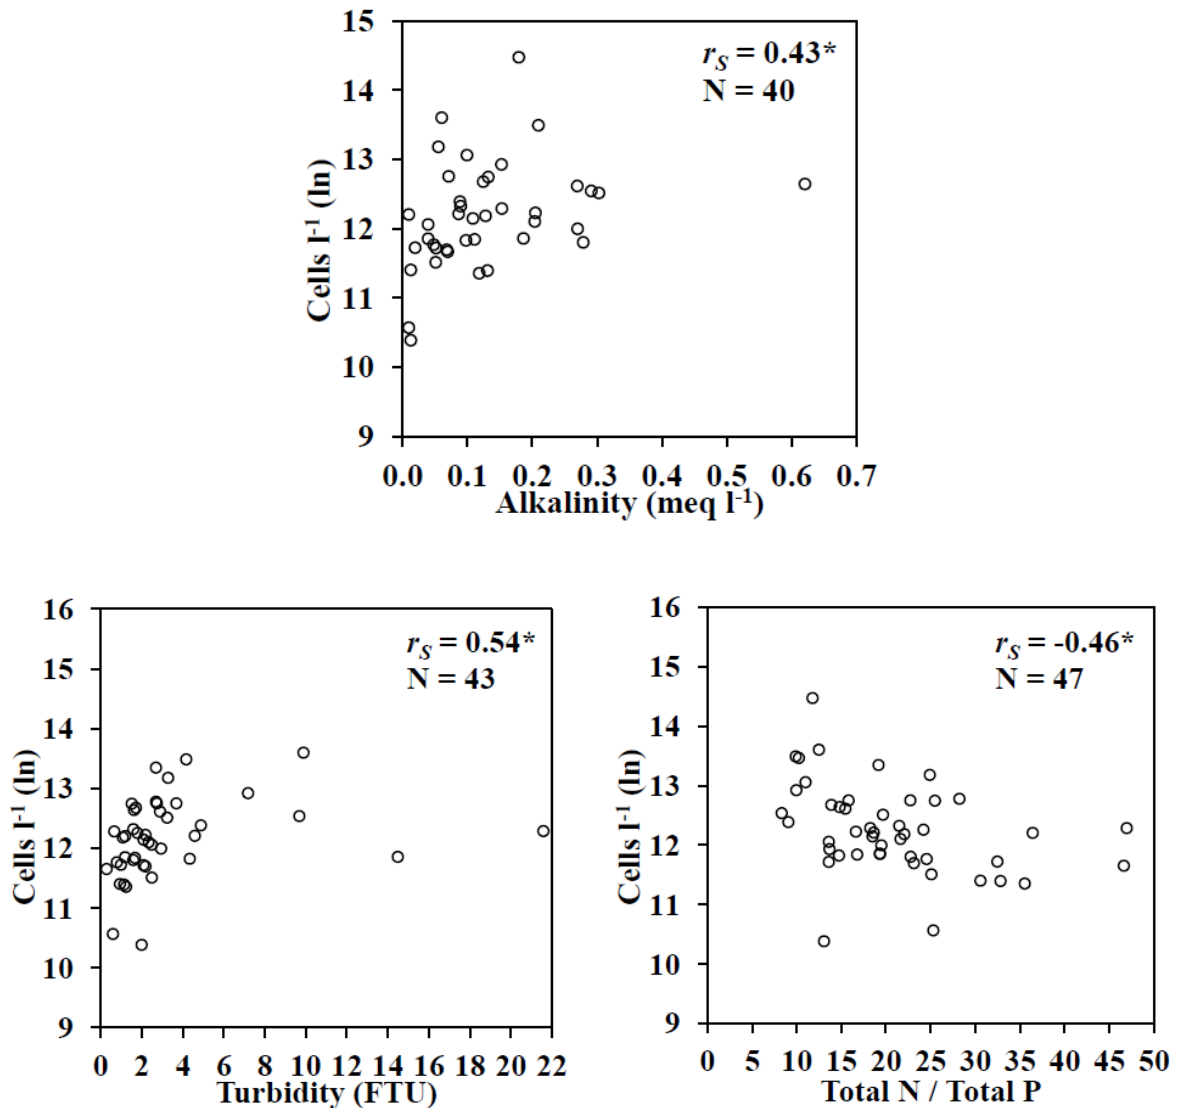 15
14
13
12
11
10
9
Cells l⁻¹ (ln)
r_S = 0.43*
N = 40
0.0 0.1 0.2 0.3 0.4 0.5 0.6 0.7
Alkalinity (meq l⁻¹)
16
15
14
13
12
11
10
9
Cells l⁻¹ (ln)
r_S = 0.54*
N = 43
0 2 4 6 8 10 12 14 16 18 20 22
Turbidity (FTU)
16
15
14
13
12
11
10
9
Cells l⁻¹ (ln)
r_S = -0.46*
N = 47
0 5 10 15 20 25 30 35 40 45 50
Total N / Total P